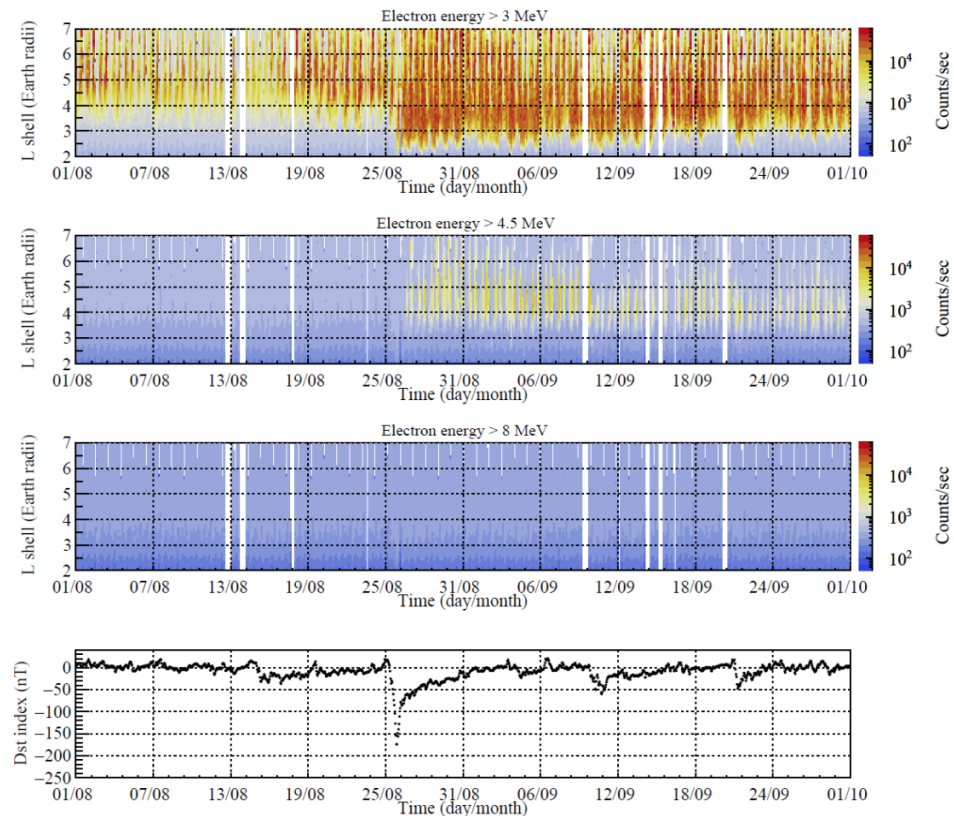 Electron energy > 3 MeV
L shell (Earth radii)
7
6
5
4
3
2
01/08 07/08 13/08 19/08 25/08 31/08 06/09 12/09 18/09 24/09 01/10
Time (day/month)
10⁴
10³
10²
Counts/sec
Electron energy > 4.5 MeV
L shell (Earth radii)
7
6
5
4
3
2
01/08 07/08 13/08 19/08 25/08 31/08 06/09 12/09 18/09 24/09 01/10
Time (day/month)
10⁴
10³
10²
Counts/sec
Electron energy > 8 MeV
L shell (Earth radii)
7
6
5
4
3
2
01/08 07/08 13/08 19/08 25/08 31/08 06/09 12/09 18/09 24/09 01/10
Time (day/month)
10⁴
10³
10²
Counts/sec
Dst index (nT)
0
−50
−100
−150
−200
−250
01/08 07/08 13/08 19/08 25/08 31/08 06/09 12/09 18/09 24/09 01/10
Time (day/month)